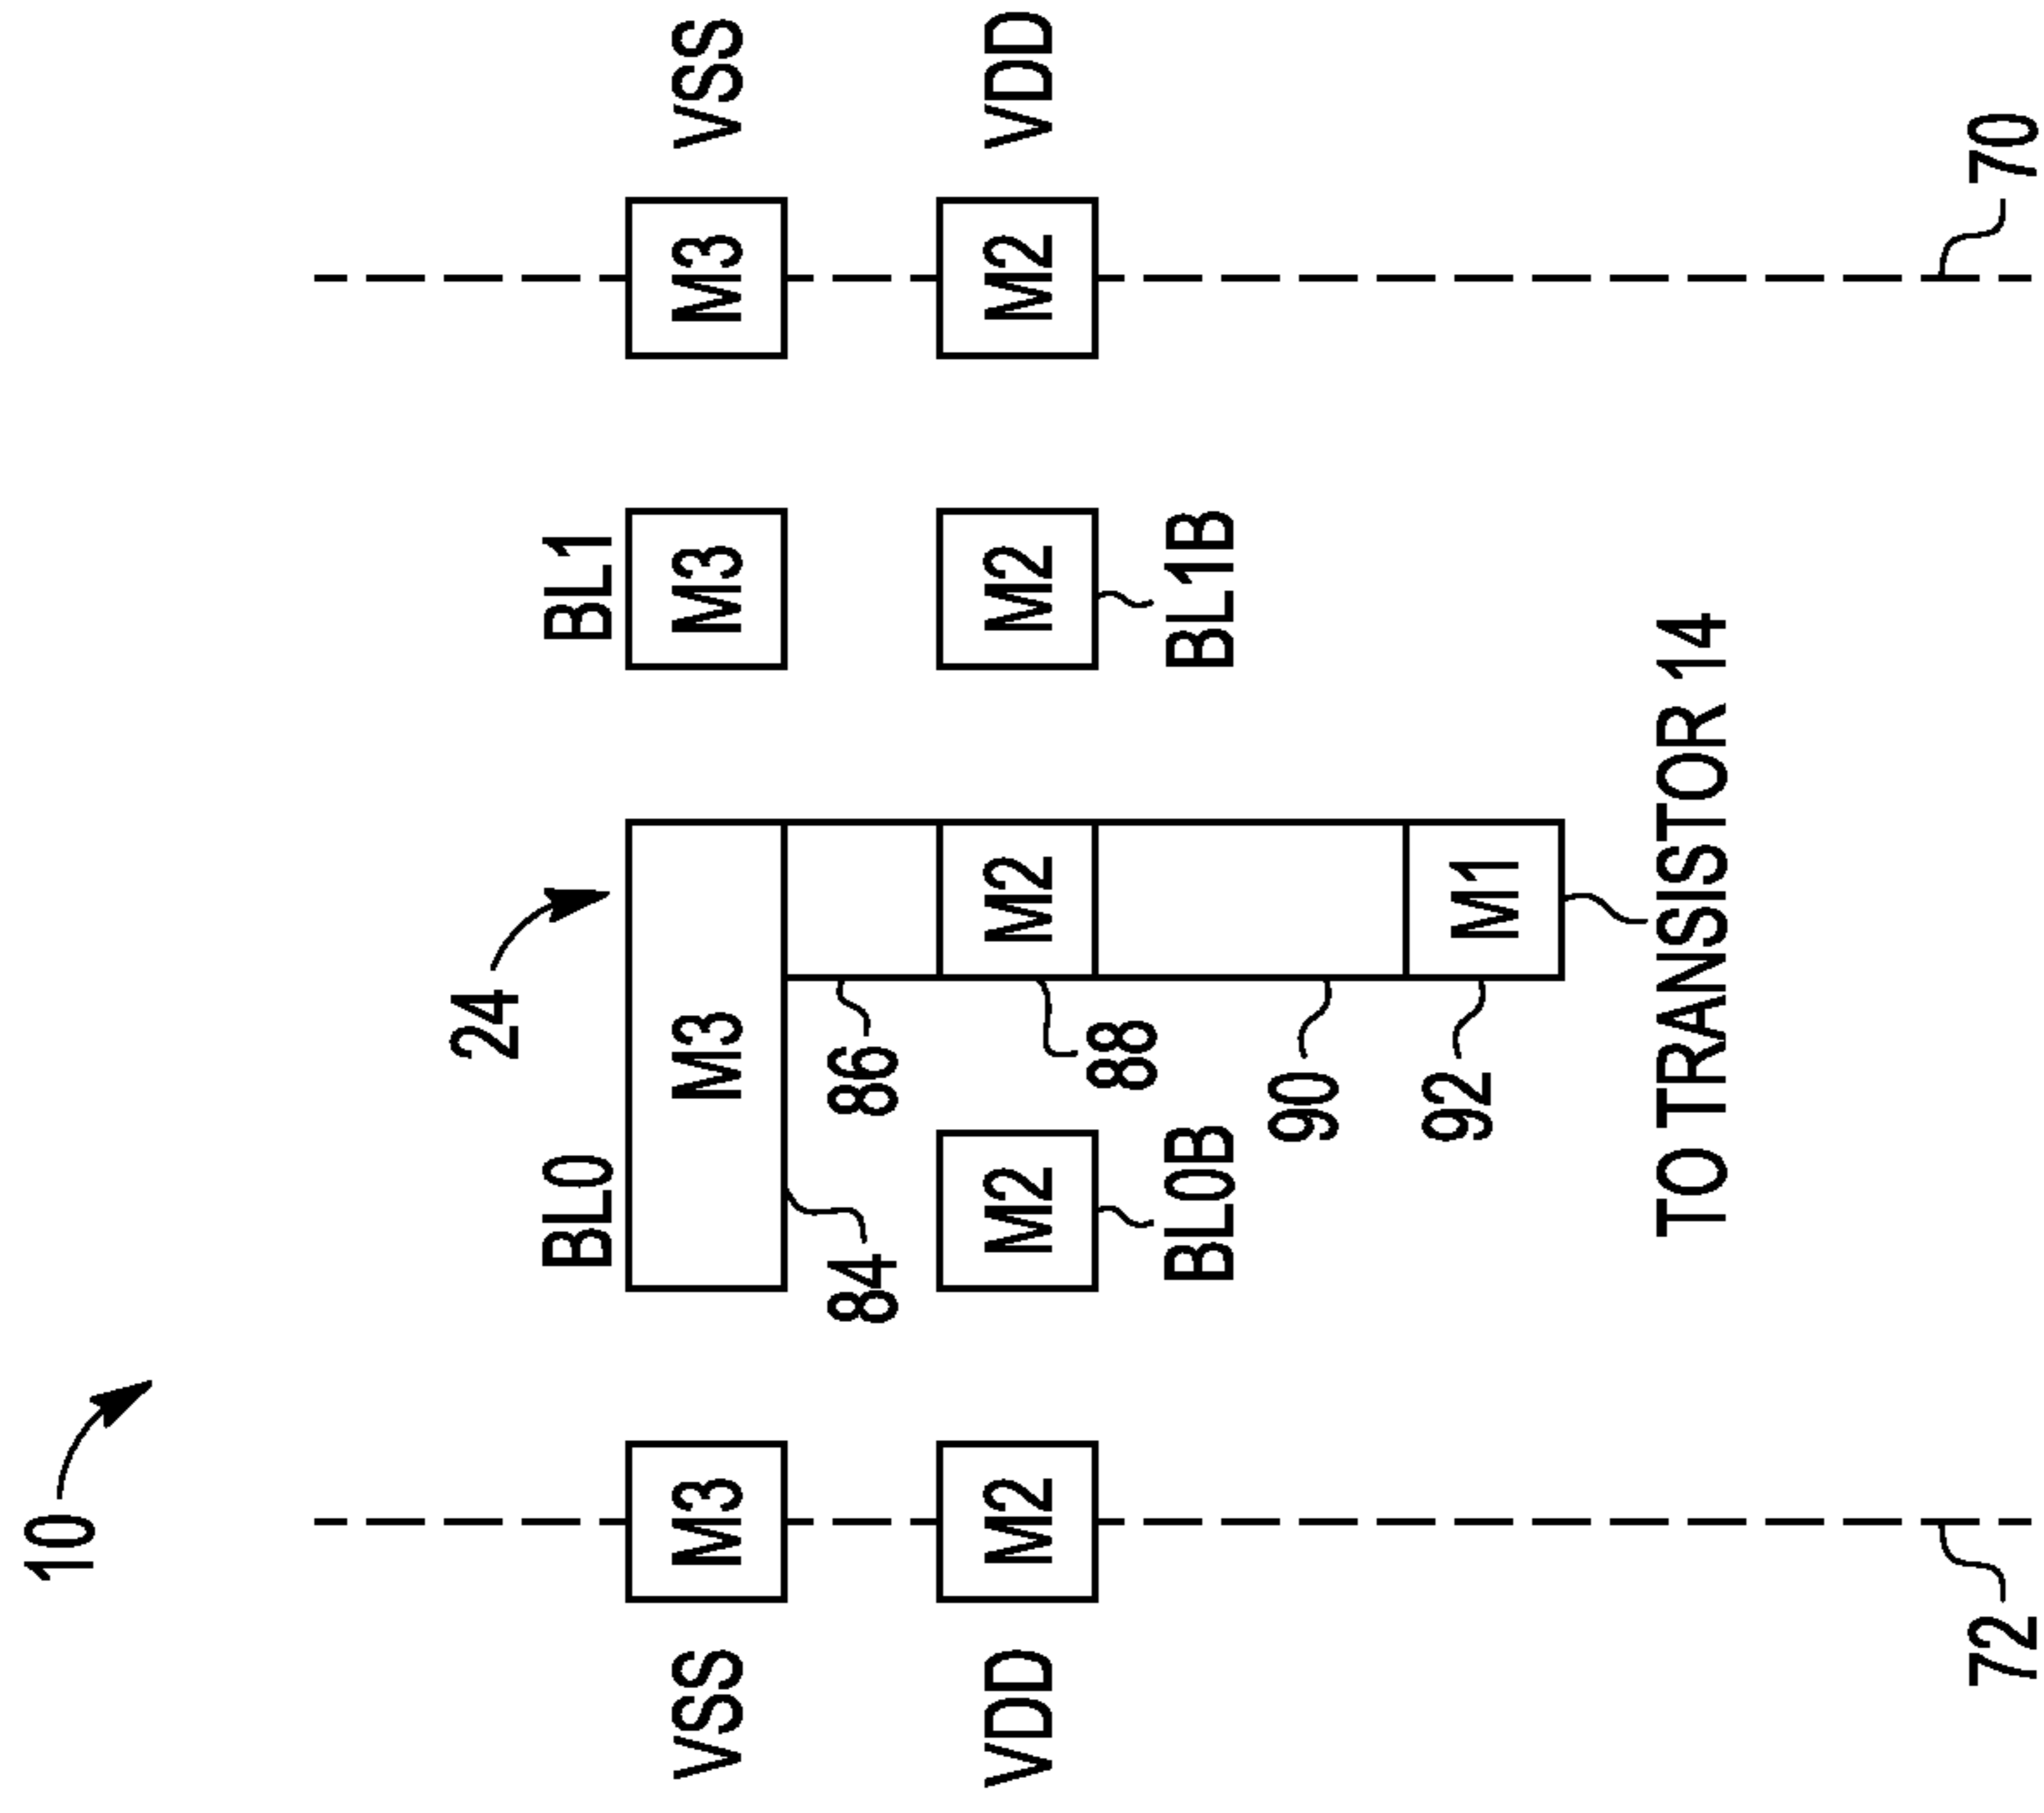 10
24
BL0
BL1
VSS
M3
M3
M3
M3
VSS
84
86
VDD
M2
M2
M2
M2
M2
VDD
88
BL0B
BL1B
90
92
M1
TO TRANSISTOR 14
72
70